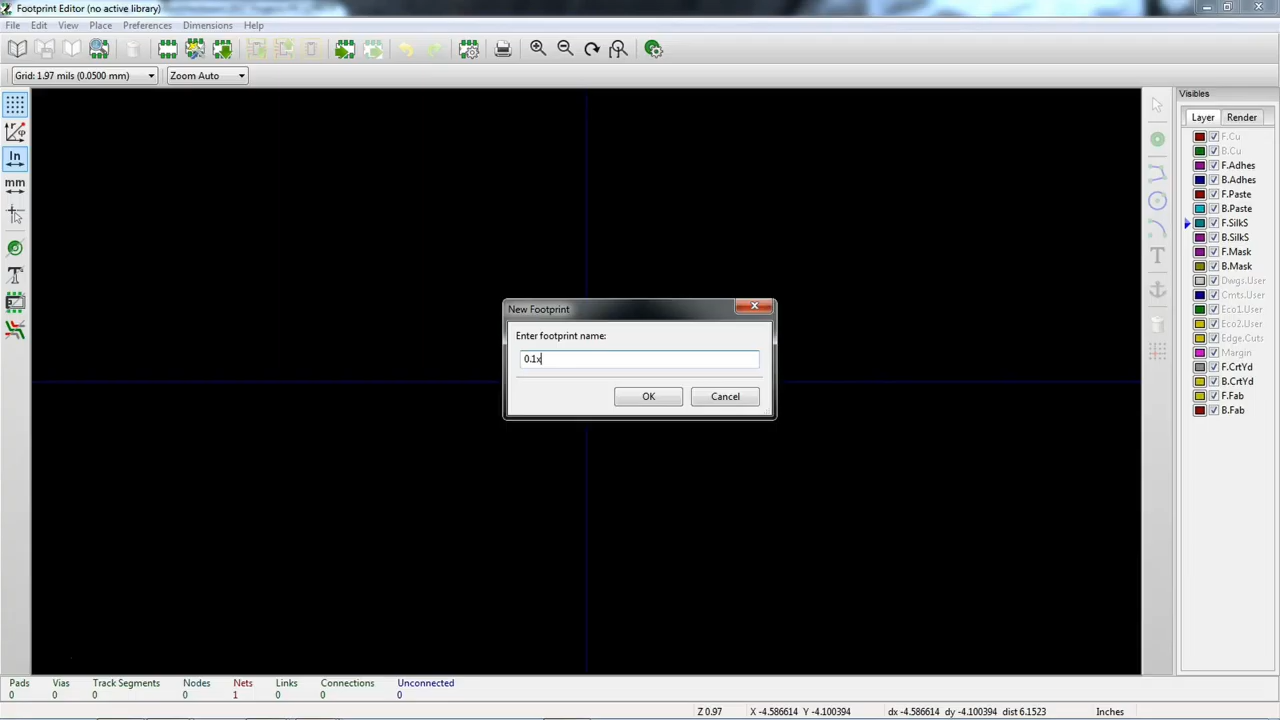 Footprint Editor (no active library)
File Edit View Place Preferences Dimensions Help
Grid: 1.97 mils (0.0500 mm) Zoom Auto
In
mm
T
T
Visibles
Layer Render
F.Cu
B.Cu
F.Adhes
B.Adhes
F.Paste
B.Paste
F.SilkS
B.SilkS
F.Mask
B.Mask
Dwgs.User
Cmts.User
Eco1.User
Eco2.User
Edge.Cuts
Margin
F.CrtYd
B.CrtYd
F.Fab
B.Fab
New Footprint
Enter footprint name:
0.1x
OK Cancel
Pads Vias Track Segments Nodes Nets Links Connections Unconnected
0 0 0 0 1 0 0 0
Z 0.97 X -4.586614 Y -4.100394 dx -4.586614 dy -4.100394 dist 6.1523 Inches